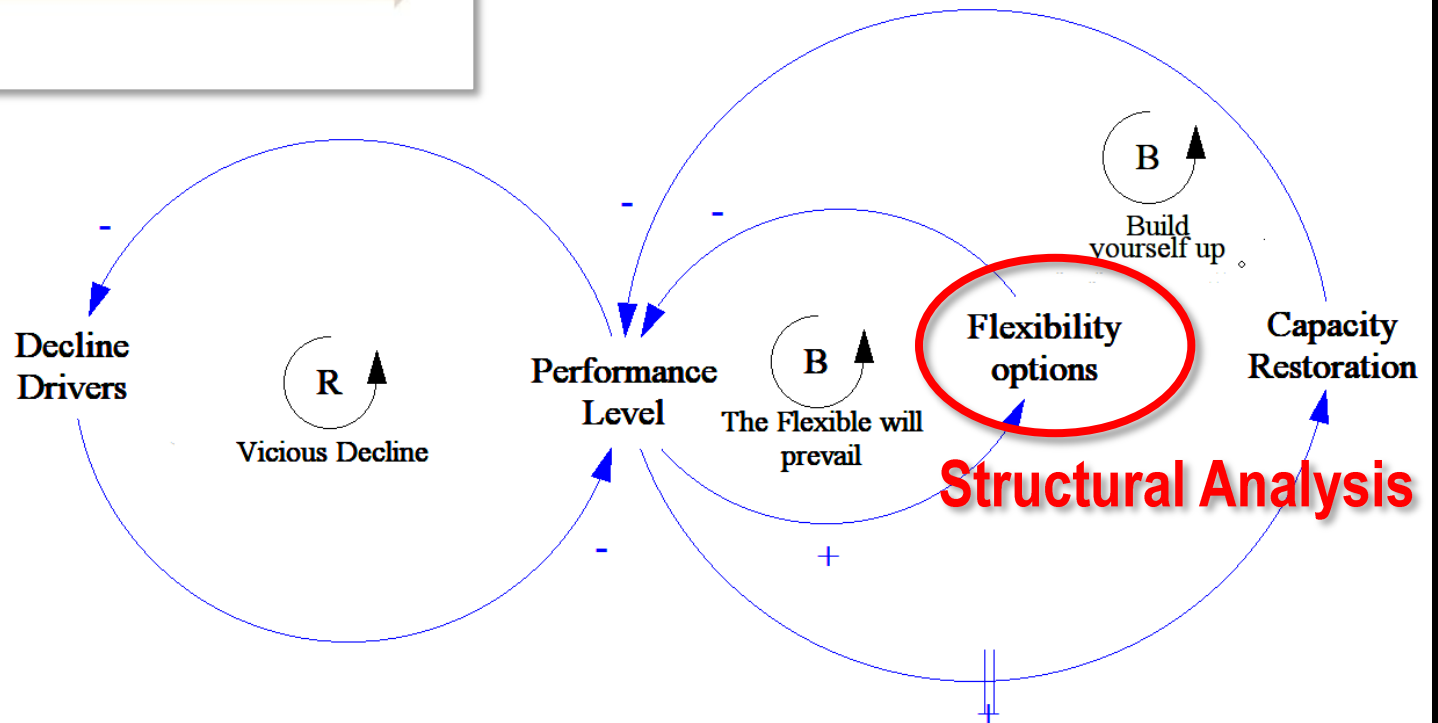 B
Build
yourself up
-
-
-
Decline
Drivers
R
Vicious Decline
Performance
Level
B
The Flexible will
prevail
Flexibility
options
Capacity
Restoration
Structural Analysis
-
+
+